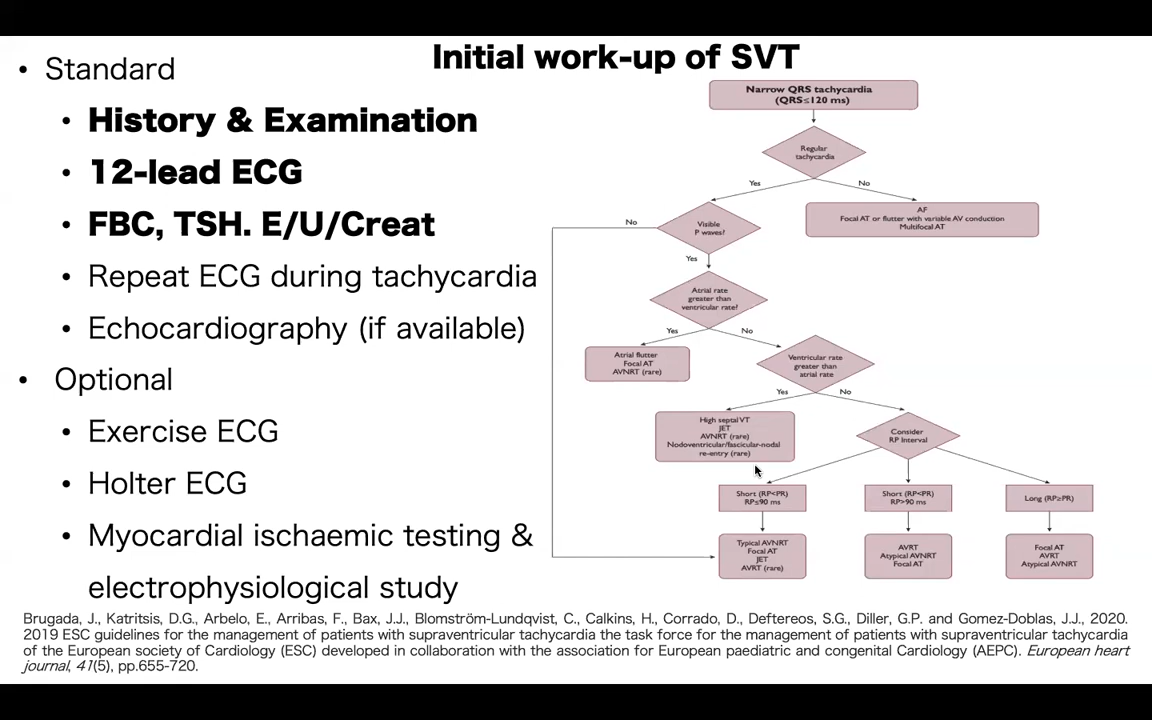 Initial work-up of SVT
• Standard
• History & Examination
• 12-lead ECG
• FBC, TSH. E/U/Creat
• Repeat ECG during tachycardia
• Echocardiography (if available)
• Optional
• Exercise ECG
• Holter ECG
• Myocardial ischaemic testing &
electrophysiological study
Narrow QRS tachycardia
(QRS≤120 ms)
Regular
tachycardia
Yes
No
AF
Focal AT or flutter with variable AV conduction
Multifocal AT
Visible
P waves?
No
Yes
Atrial rate
greater than
ventricular rate?
Yes
No
Atrial flutter
Focal AT
AVNRT (rare)
Ventricular rate
greater than
atrial rate
Yes
No
High septal VT
JET
AVNRT (rare)
Nodoventricular/fascicular-nodal
re-entry (rare)
Consider
RP Interval
Short (RP<PR)
RP≤90 ms
Short (RP<PR)
RP>90 ms
Long (RP≥PR)
Typical AVNRT
Focal AT
JET
AVRT (rare)
AVRT
Atypical AVNRT
Focal AT
Focal AT
AVRT
Atypical AVNRT
Brugada, J., Katritsis, D.G., Arbelo, E., Arribas, F., Bax, J.J., Blomström-Lundqvist, C., Calkins, H., Corrado, D., Deftereos, S.G., Diller, G.P. and Gomez-Doblas, J.J., 2020.
2019 ESC guidelines for the management of patients with supraventricular tachycardia the task force for the management of patients with supraventricular tachycardia
of the European society of Cardiology (ESC) developed in collaboration with the association for European paediatric and congenital Cardiology (AEPC). European heart
journal, 41(5), pp.655-720.